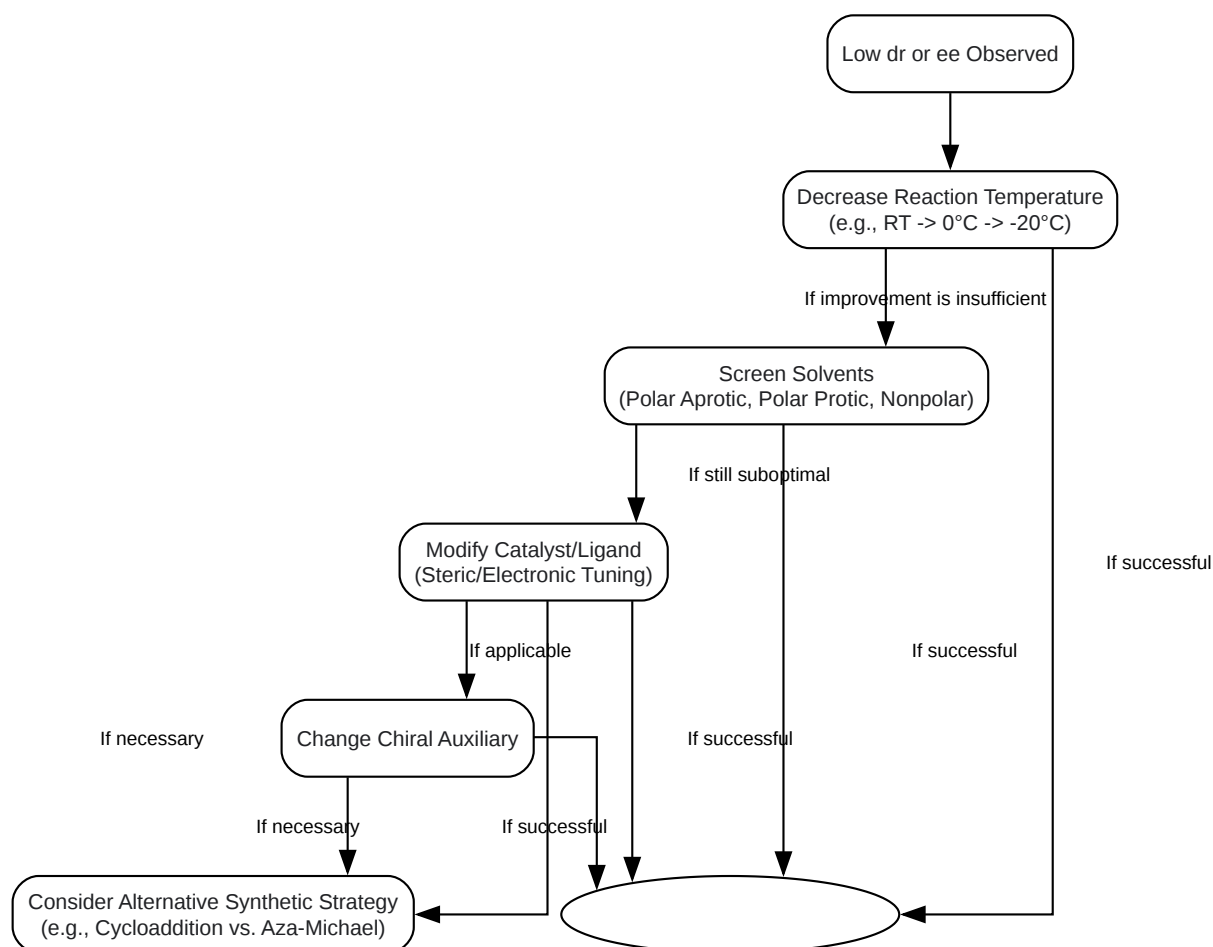 Low dr or ee Observed
Decrease Reaction Temperature
(e.g., RT -> 0°C -> -20°C)
If improvement is insufficient
Screen Solvents
(Polar Aprotic, Polar Protic, Nonpolar)
If still suboptimal
Modify Catalyst/Ligand
(Steric/Electronic Tuning)
If successful
If applicable
If successful
If necessary
Change Chiral Auxiliary
If successful
If necessary
If successful
Consider Alternative Synthetic Strategy
(e.g., Cycloaddition vs. Aza-Michael)